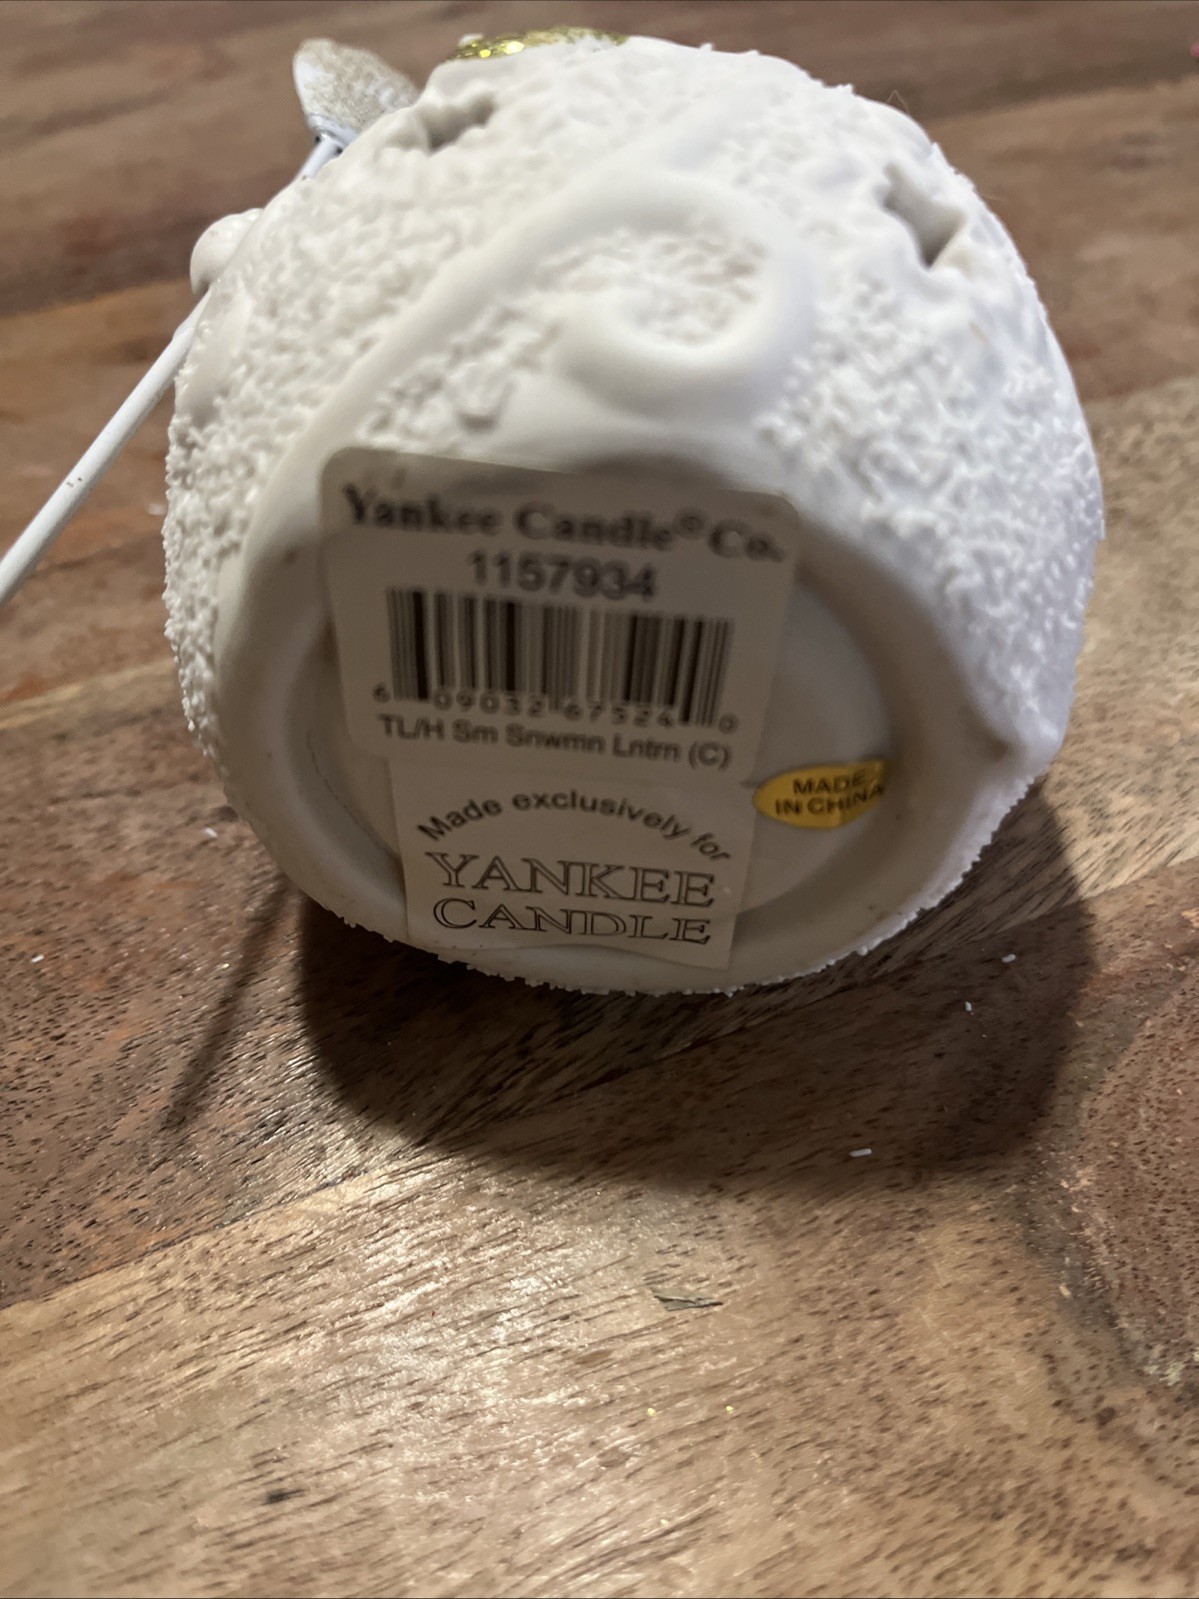 Yankee Candle® Co.
1157934
6 09032 67524 0
TL/H Sm Snwmn Lntrn (C)
Made exclusively for
YANKEE
CANDLE
MADE
IN CHINA